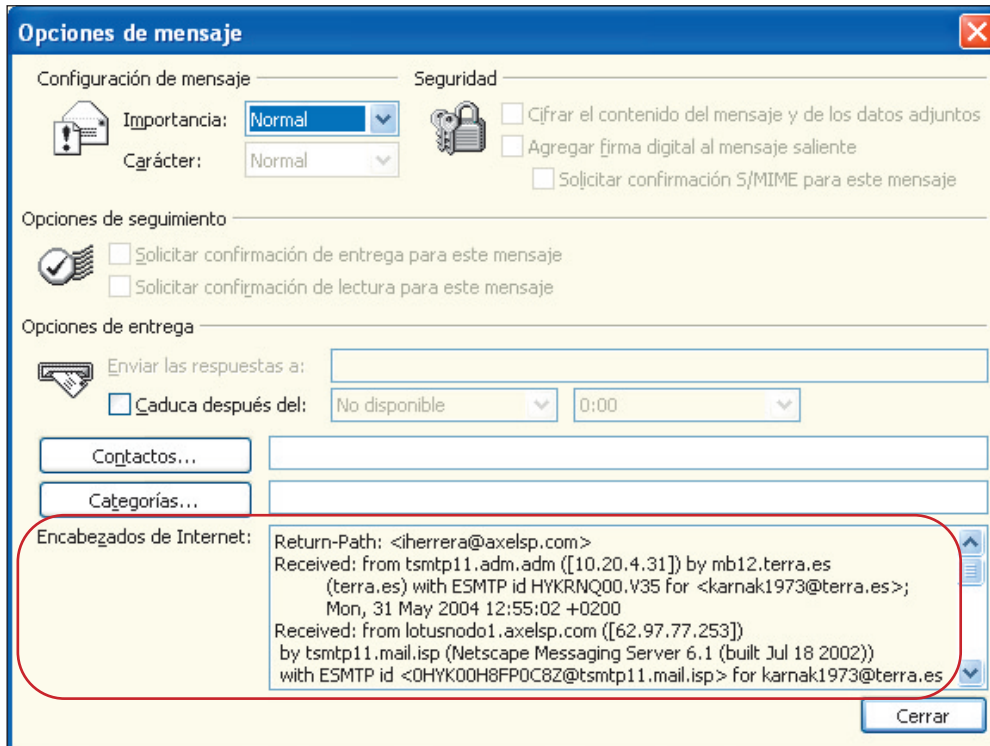 Opciones de mensaje
Configuración de mensaje
Seguridad
Importancia: Normal
Carácter: Normal
Cifrar el contenido del mensaje y de los datos adjuntos
Agregar firma digital al mensaje saliente
Solicitar confirmación S/MIME para este mensaje
Opciones de seguimiento
Solicitar confirmación de entrega para este mensaje
Solicitar confirmación de lectura para este mensaje
Opciones de entrega
Enviar las respuestas a:
Caduca después del: No disponible 0:00
Contactos...
Categorías...
Encabezados de Internet:
Return-Path: <iherrera@axelsp.com>
Received: from tsmtp11.adm.adm ([10.20.4.31]) by mb12.terra.es
(terra.es) with ESMTP id HYKRNQ00.V35 for <karnak1973@terra.es>;
Mon, 31 May 2004 12:55:02 +0200
Received: from lotusnodo1.axelsp.com ([62.97.77.253])
by tsmtp11.mail.isp (Netscape Messaging Server 6.1 (built Jul 18 2002))
with ESMTP id <0HYK00H8FP0C8Z@tsmtp11.mail.isp> for karnak1973@terra.es
Cerrar